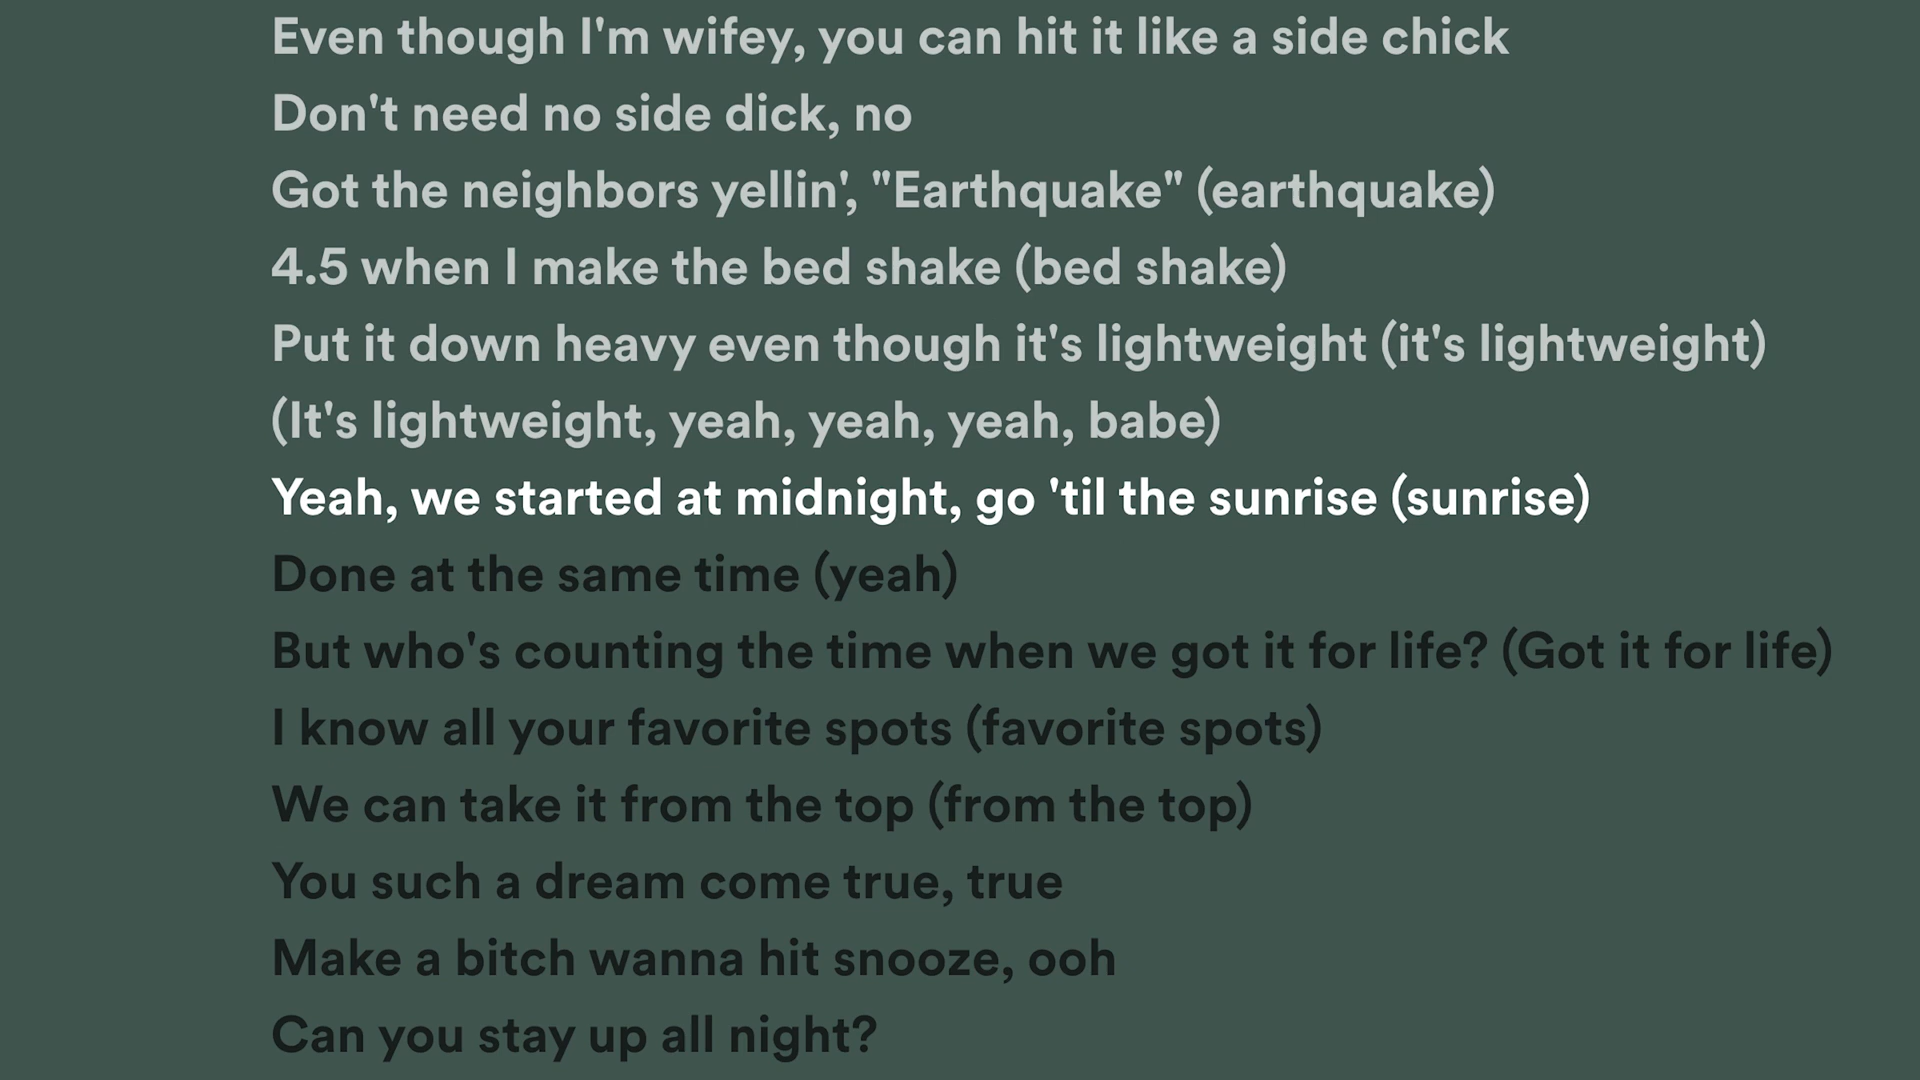 Even though I'm wifey, you can hit it like a side chick
Don't need no side dick, no
Got the neighbors yellin', "Earthquake" (earthquake)
4.5 when I make the bed shake (bed shake)
Put it down heavy even though it's lightweight (it's lightweight)
(It's lightweight, yeah, yeah, yeah, babe)
Yeah, we started at midnight, go 'til the sunrise (sunrise)
Done at the same time (yeah)
But who's counting the time when we got it for life? (Got it for life)
I know all your favorite spots (favorite spots)
We can take it from the top (from the top)
You such a dream come true, true
Make a bitch wanna hit snooze, ooh
Can you stay up all night?